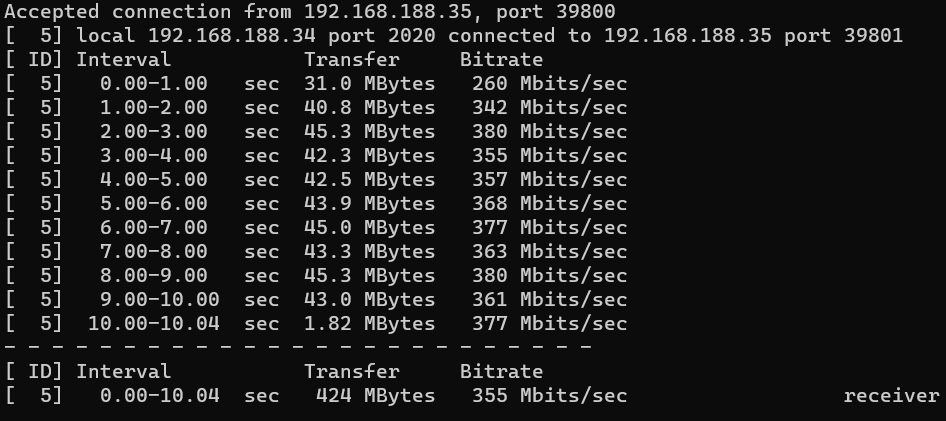 Accepted connection from 192.168.188.35, port 39800
[  5] local 192.168.188.34 port 2020 connected to 192.168.188.35 port 39801
[ ID] Interval           Transfer     Bitrate
[  5]   0.00-1.00   sec  31.0 MBytes   260 Mbits/sec
[  5]   1.00-2.00   sec  40.8 MBytes   342 Mbits/sec
[  5]   2.00-3.00   sec  45.3 MBytes   380 Mbits/sec
[  5]   3.00-4.00   sec  42.3 MBytes   355 Mbits/sec
[  5]   4.00-5.00   sec  42.5 MBytes   357 Mbits/sec
[  5]   5.00-6.00   sec  43.9 MBytes   368 Mbits/sec
[  5]   6.00-7.00   sec  45.0 MBytes   377 Mbits/sec
[  5]   7.00-8.00   sec  43.3 MBytes   363 Mbits/sec
[  5]   8.00-9.00   sec  45.3 MBytes   380 Mbits/sec
[  5]   9.00-10.00  sec  43.0 MBytes   361 Mbits/sec
[  5]  10.00-10.04  sec  1.82 MBytes   377 Mbits/sec
- - - - - - - - - - - - - - - - - - - - - - - - -
[ ID] Interval           Transfer     Bitrate
[  5]   0.00-10.04  sec   424 MBytes   355 Mbits/sec                  receiver